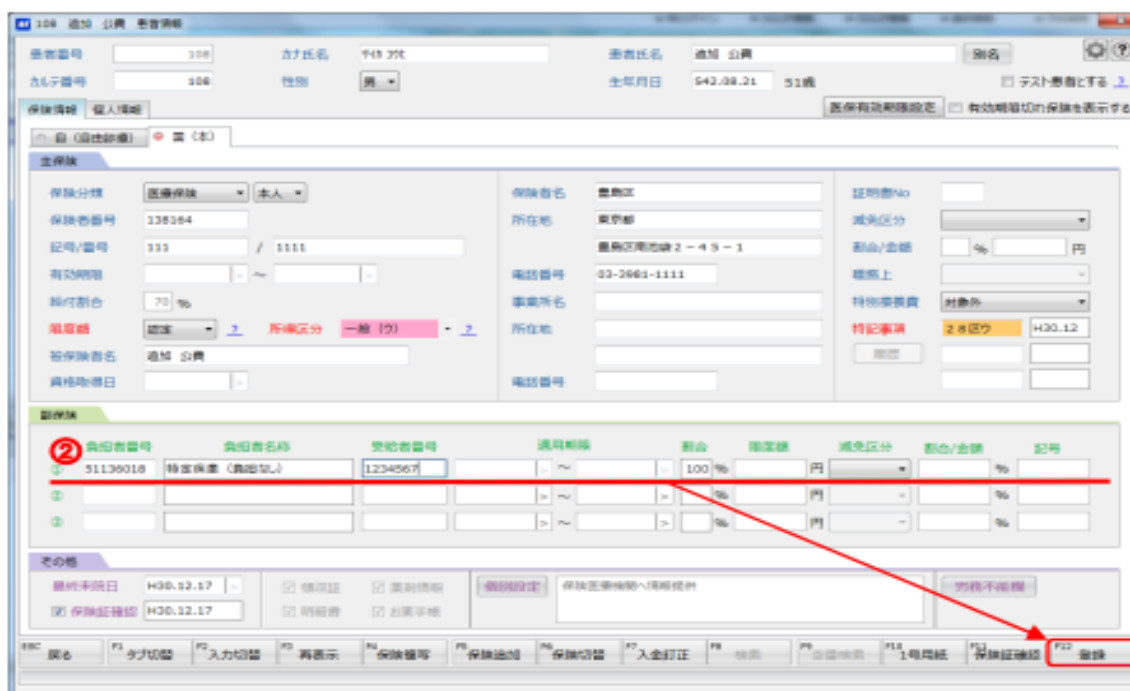 108 追加 公費 患者情報
患者番号 108 カナ氏名 患者氏名 追加 公費 別名
カルテ番号 108 性別 男 生年月日 S42.08.21 51歳 テスト患者とする ?
保険情報 個人情報 医保有効期限設定 有効期限切れ保険を表示する
自(自由診療) 国(本)
主保険
保険分類 医療保険 本人 保険者名 豊島区 証明書No
保険者番号 138164 所在地 東京都 減免区分
記号/番号 111 / 1111 豊島区南池袋2-45-1 割合/金額 % 円
有効期限 ~ 電話番号 03-3981-1111 職務上
給付割合 70 % 事業所名 特別療養費 対象外
限度額 認定 ? 所得区分 一般(ウ) ? 所在地 特記事項 28区ウ H30.12
被保険者名 追加 公費 履歴
資格取得日 電話番号
副保険
② 負担者番号 負担者名称 受給者番号 適用期限 割合 限度額 減免区分 割合/金額 記号
① 51136018 特定疾患(負担なし) 1234567 ~ 100 % 円 %
② ~ % 円 %
③ ~ % 円 %
その他
最終来院日 H30.12.17 領収証 薬剤情報 個別設定 保険医療機関へ情報提供 労務不能欄
保険証確認 H30.12.17 明細書 お薬手帳
ESC 戻る F1 タブ切替 F2 入力切替 F3 再表示 F4 保険複写 F5 保険追加 F6 保険切替 F7 入金訂正 F8 検索 F9 F10 1号用紙 F11 保険証確認 F12 登録